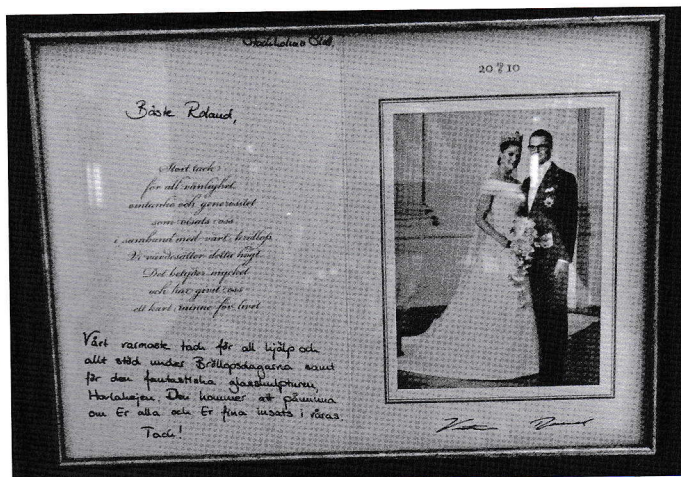 Stockholms Slott
20 19/6 10
Bäste Roland,
Stort tack
för all vänlighet
omtanke och generositet
som visats oss
i samband med vårt bröllop
Vi värdesätter detta högt
Det betyder mycket
och har givit oss
ett kärt minne för livet
Vårt varmaste tack för all hjälp och
allt stöd under Bröllopsdagarna samt
för den fantastiska glasskulpturen,
Den kommer att påminna
om Er alla och Er fina insats i våras.
Tack!